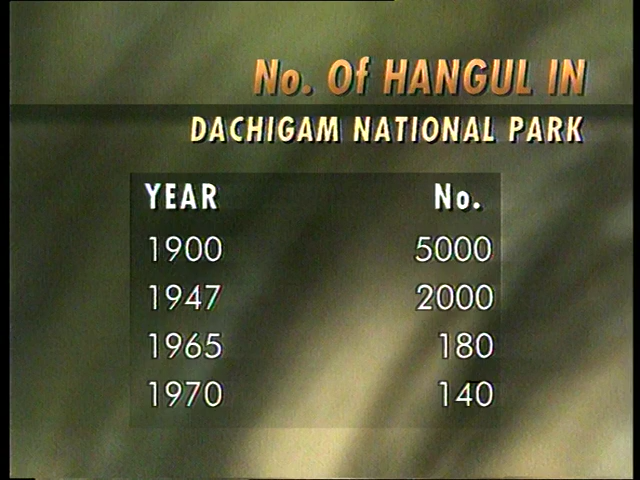 No. Of HANGUL IN
DACHIGAM NATIONAL PARK
YEAR No.
1900 5000
1947 2000
1965 180
1970 140